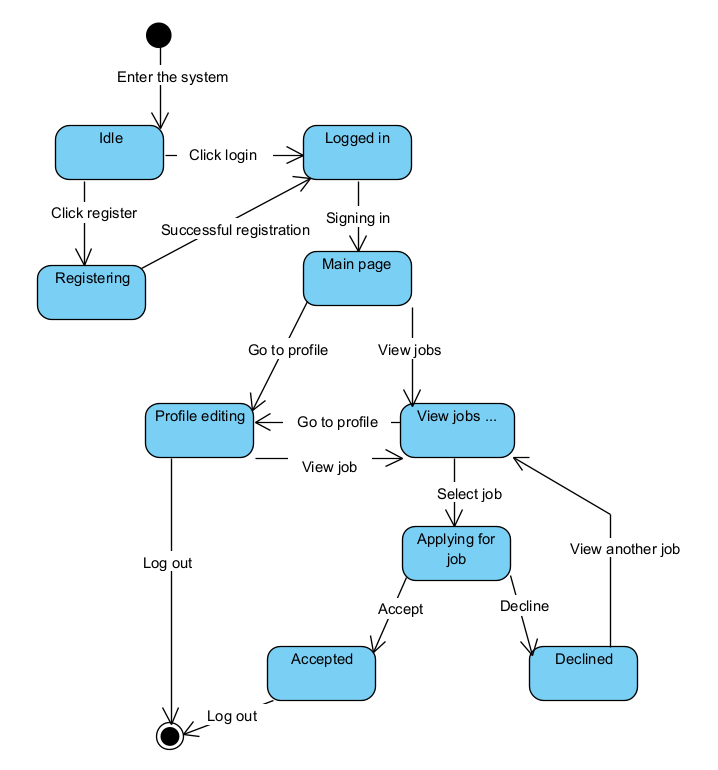 Enter the system
Idle
Click login
Logged in
Click register
Successful registration
Signing in
Registering
Main page
Go to profile
View jobs
Profile editing
Go to profile
View jobs ...
View job
Select job
Applying for
job
Log out
View another job
Accept
Decline
Accepted
Declined
Log out